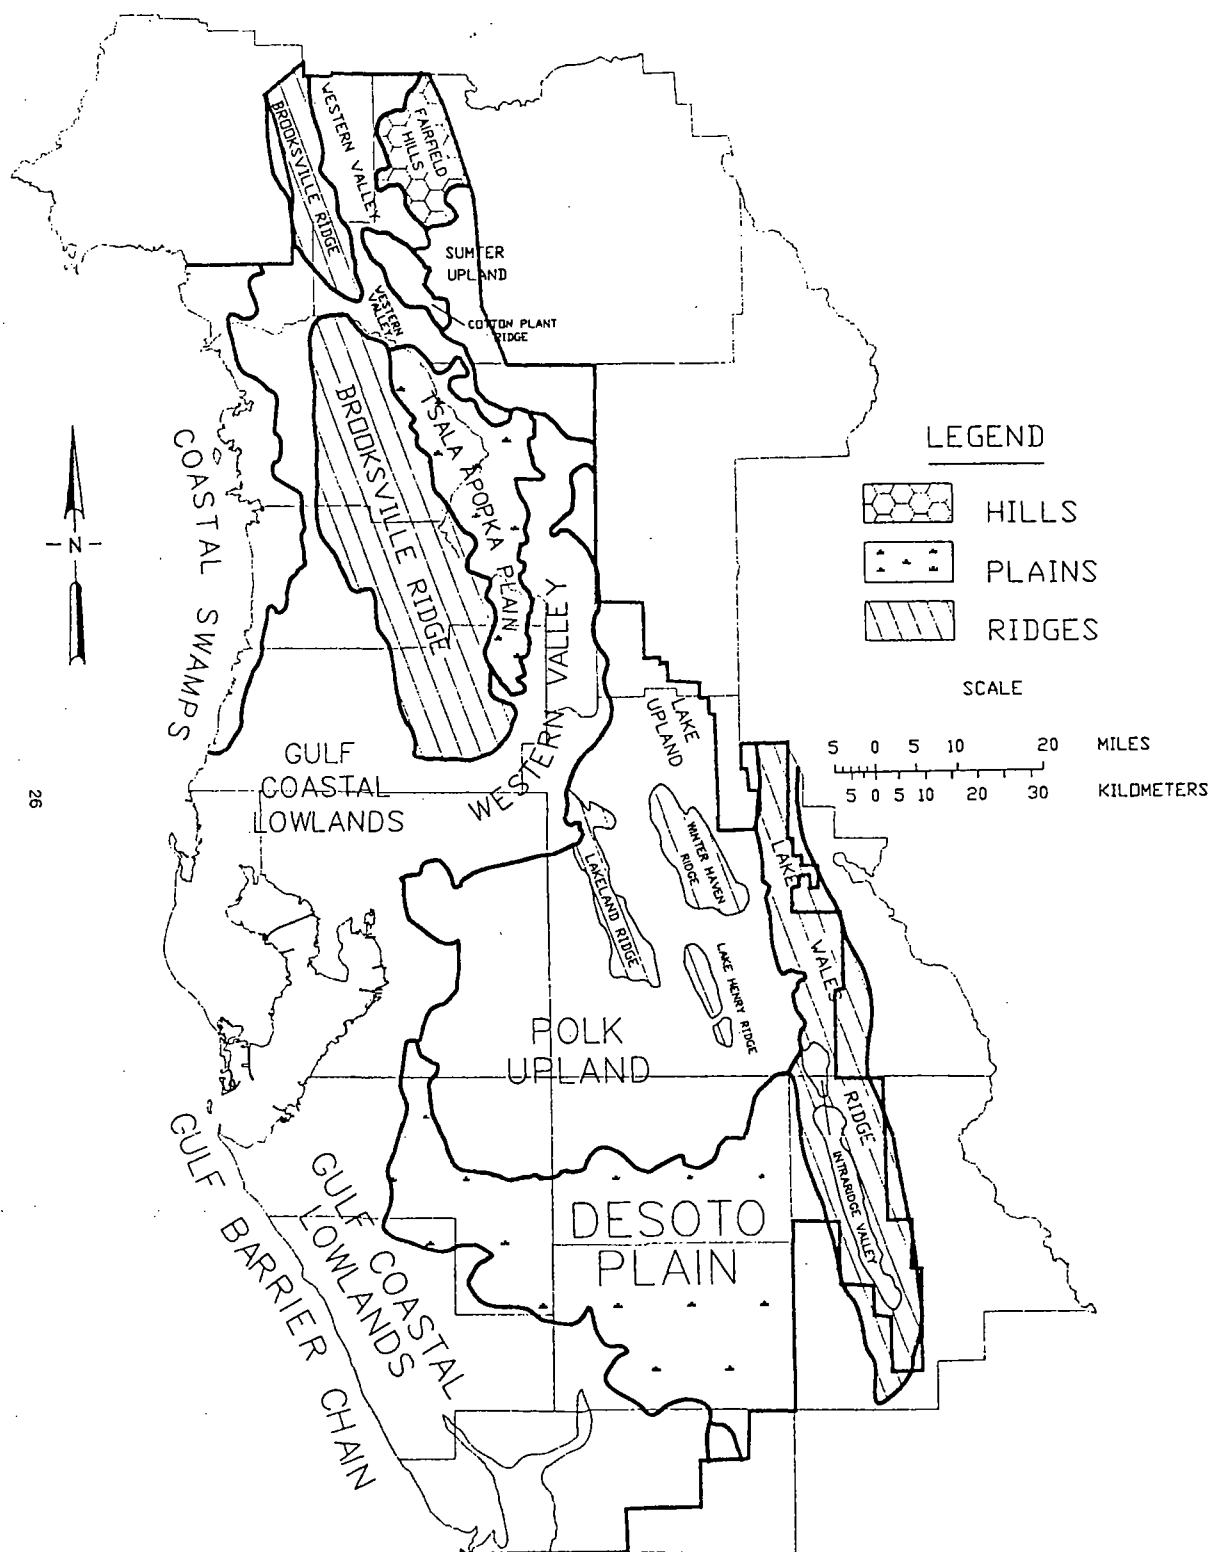 BROOKSVILLE RIDGE
WESTERN VALLEY
FAIRFIELD
HILLS
SUMTER
UPLAND
WESTERN
VALLEY
COTTON PLANT
RIDGE
BROOKSVILLE RIDGE
TSALA APOPKA PLAIN
COASTAL SWAMPS
N
LEGEND
HILLS
PLAINS
RIDGES
SCALE
5 0 5 10 20 MILES
5 0 5 10 20 30 KILOMETERS
WESTERN VALLEY
LAKE
UPLAND
GULF
COASTAL
LOWLANDS
26
LAKELAND RIDGE
WINTER HAVEN
RIDGE
LAKE HENRY RIDGE
LAKE WALES RIDGE
POLK
UPLAND
INTRARIDGE VALLEY
DESOTO
PLAIN
GULF COASTAL
LOWLANDS
GULF BARRIER CHAIN